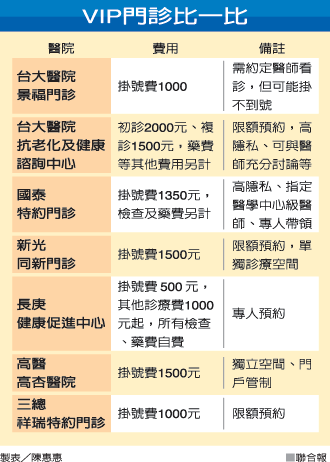 VIP門診比一比
醫院 費用 備註
台大醫院
景福門診
掛號費1000
需約定醫師看
診，但可能掛
不到號
台大醫院
抗老化及健康
諮詢中心
初診2000元、複
診1500元，藥費
等其他費用另計
限額預約，高
隱私、可與醫
師充分討論等
國泰
特約門診
掛號費1350元，
檢查及藥費另計
高隱私、指定
醫學中心級醫
師、專人帶領
新光
同新門診
掛號費1500元
限額預約，單
獨診療空間
長庚
健康促進中心
掛號費500元，
其他診療費1000
元起，所有檢查
、藥費自費
專人預約
高醫
高杏醫院
掛號費1500元
獨立空間、門
戶管制
三總
祥瑞特約門診
掛號費1000元
限額預約
製表／陳惠惠 ■聯合報